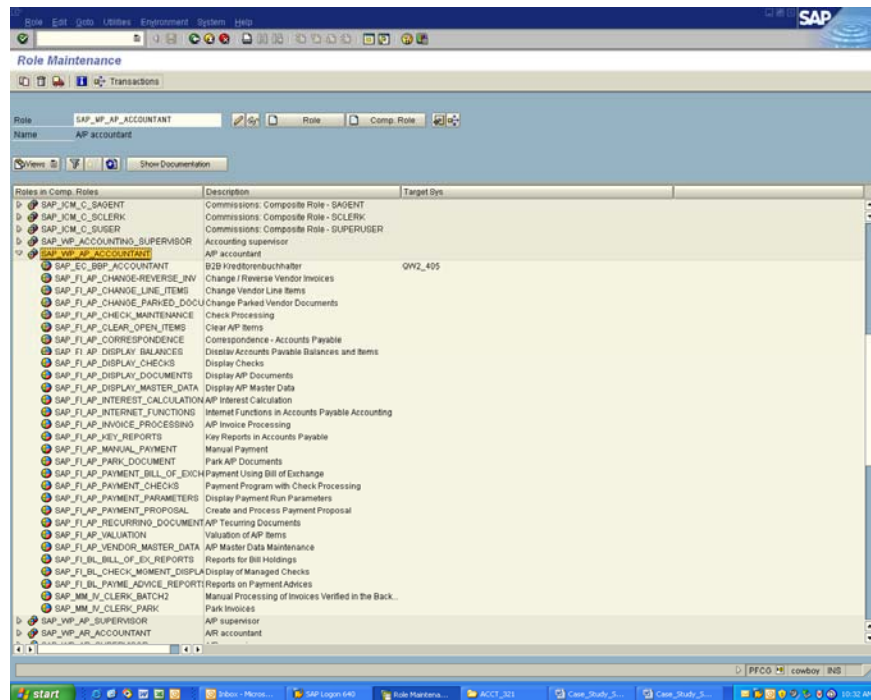 Role Edit Goto Utilities Environment System Help
SAP
Role Maintenance
Transactions
Role SAP_WP_AP_ACCOUNTANT Role Comp. Role
Name A/P accountant
Views Show Documentation
Roles in Comp. Roles Description Target Sys
SAP_ICM_C_SAGENT Commissions: Composite Role - SAGENT
SAP_ICM_C_SCLERK Commissions: Composite Role - SCLERK
SAP_ICM_C_SUSER Commissions: Composite Role - SUPERUSER
SAP_WP_ACCOUNTING_SUPERVISOR Accounting supervisor
SAP_WP_AP_ACCOUNTANT A/P accountant
SAP_EC_BBP_ACCOUNTANT B2B Kreditorenbuchhalter QW2_405
SAP_FI_AP_CHANGE-REVERSE_INV Change / Reverse Vendor Invoices
SAP_FI_AP_CHANGE_LINE_ITEMS Change Vendor Line Items
SAP_FI_AP_CHANGE_PARKED_DOCU Change Parked Vendor Documents
SAP_FI_AP_CHECK_MAINTENANCE Check Processing
SAP_FI_AP_CLEAR_OPEN_ITEMS Clear A/P Items
SAP_FI_AP_CORRESPONDENCE Correspondence - Accounts Payable
SAP_FI_AP_DISPLAY_BALANCES Display Accounts Payable Balances and Items
SAP_FI_AP_DISPLAY_CHECKS Display Checks
SAP_FI_AP_DISPLAY_DOCUMENTS Display A/P Documents
SAP_FI_AP_DISPLAY_MASTER_DATA Display A/P Master Data
SAP_FI_AP_INTEREST_CALCULATION A/P Interest Calculation
SAP_FI_AP_INTERNET_FUNCTIONS Internet Functions in Accounts Payable Accounting
SAP_FI_AP_INVOICE_PROCESSING A/P Invoice Processing
SAP_FI_AP_KEY_REPORTS Key Reports in Accounts Payable
SAP_FI_AP_MANUAL_PAYMENT Manual Payment
SAP_FI_AP_PARK_DOCUMENT Park A/P Documents
SAP_FI_AP_PAYMENT_BILL_OF_EXCH Payment Using Bill of Exchange
SAP_FI_AP_PAYMENT_CHECKS Payment Program with Check Processing
SAP_FI_AP_PAYMENT_PARAMETERS Display Payment Run Parameters
SAP_FI_AP_PAYMENT_PROPOSAL Create and Process Payment Proposal
SAP_FI_AP_RECURRING_DOCUMENT A/P Tecurring Documents
SAP_FI_AP_VALUATION Valuation of A/P Items
SAP_FI_AP_VENDOR_MASTER_DATA A/P Master Data Maintenance
SAP_FI_BL_BILL_OF_EX_REPORTS Reports for Bill Holdings
SAP_FI_BL_CHECK_MGMENT_DISPLA Display of Managed Checks
SAP_FI_BL_PAYME_ADVICE_REPORT Reports on Payment Advices
SAP_MM_IV_CLERK_BATCH2 Manual Processing of Invoices Verified in the Back...
SAP_MM_IV_CLERK_PARK Park Invoices
SAP_WP_AP_SUPERVISOR A/P supervisor
SAP_WP_AR_ACCOUNTANT A/R accountant
PFCG cowboy INS
start Inbox - Micros... SAP Logon 640 Role Maintena... ACCT_321 Case_Study_S... Case_Study_S... 10:32 AM